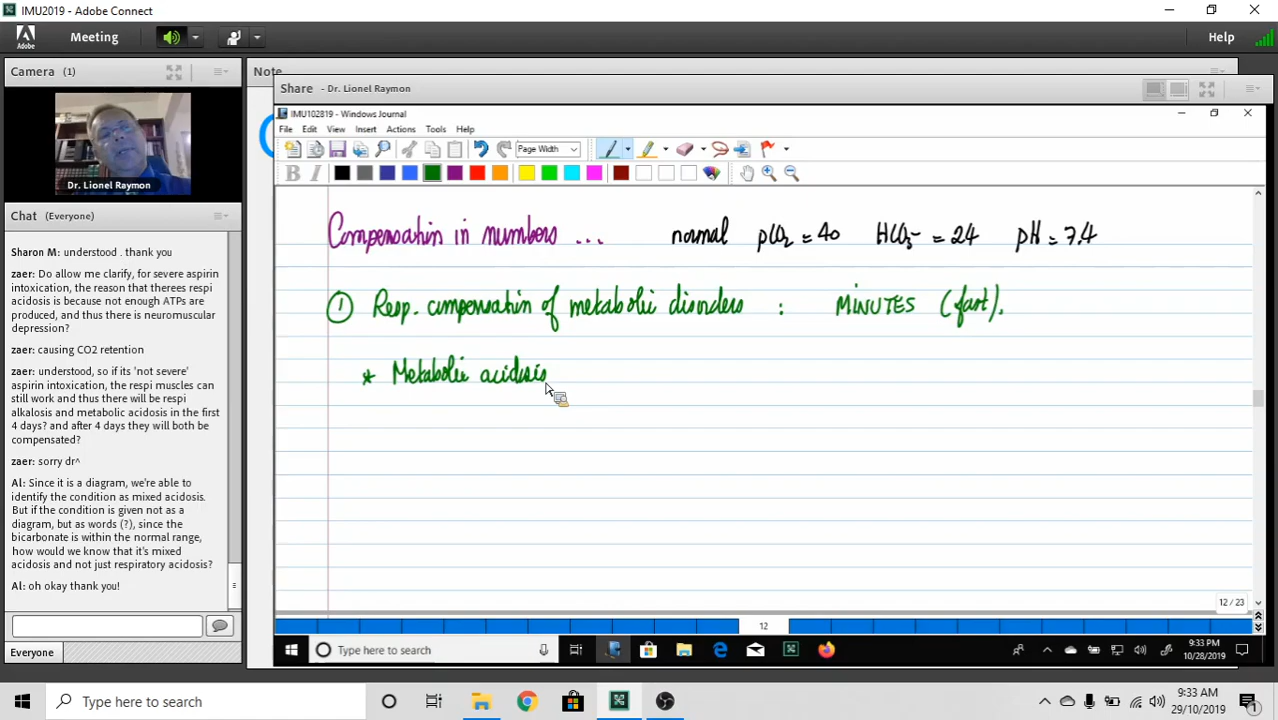 IMU2019 - Adobe Connect
Adobe
Meeting
Help
Camera (1)
Dr. Lionel Raymon
Note
Share - Dr. Lionel Raymon
IMU102819 - Windows Journal
File Edit View Insert Actions Tools Help
Page Width
B I
Compensation in numbers ... normal pCO2 = 40 HCO3- = 24 pH = 7.4
① Resp. compensation of metabolic disorders : MINUTES (fast).
* Metabolic acidosis
12 / 23
12
Chat (Everyone)
Sharon M: understood . thank you
zaer: Do allow me clarify, for severe aspirin
intoxication, the reason that therees respi
acidosis is because not enough ATPs are
produced, and thus there is neuromuscular
depression?
zaer: causing CO2 retention
zaer: understood, so if its 'not severe'
aspirin intoxication, the respi muscles can
still work and thus there will be respi
alkalosis and metabolic acidosis in the first
4 days? and after 4 days they will both be
compensated?
zaer: sorry dr^
Al: Since it is a diagram, we're able to
identify the condition as mixed acidosis.
But if the condition is given not as a
diagram, but as words (?), since the
bicarbonate is within the normal range,
how would we know that it's mixed
acidosis and not just respiratory acidosis?
Al: oh okay thank you!
Everyone
Type here to search
9:33 PM
10/28/2019
Type here to search
9:33 AM
29/10/2019
1